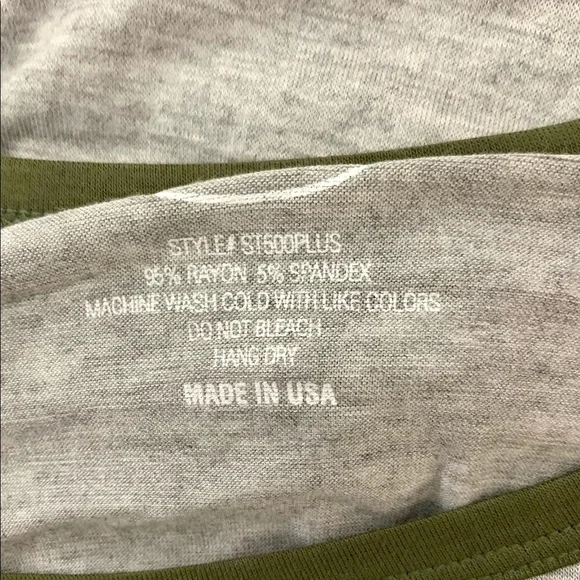 STYLE# ST500PLUS
95% RAYON 5% SPANDEX
MACHINE WASH COLD WITH LIKE COLORS
DO NOT BLEACH
HANG DRY
MADE IN USA